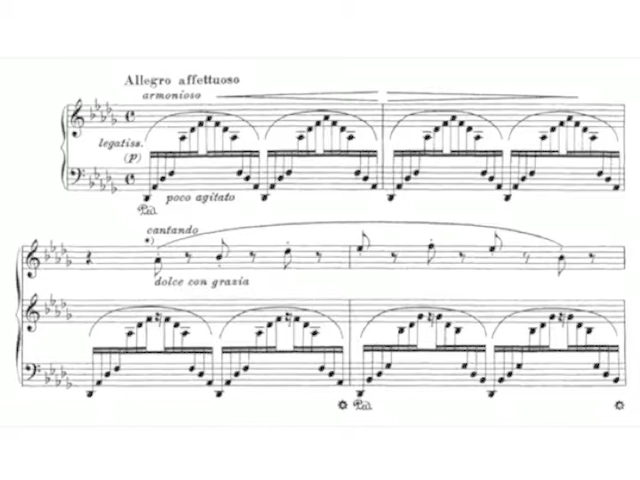 Allegro affettuoso
armonioso
legatiss.
(p)
poco agitato
Ped.
cantando
*)
dolce con grazia
Ped.